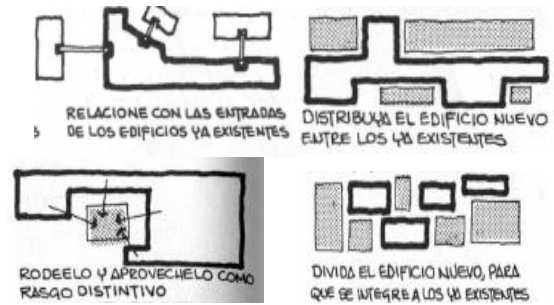 RELACIONE CON LAS ENTRADAS
S DE LOS EDIFICIOS YA EXISTENTES
DISTRIBUYA EL EDIFICIO NUEVO
ENTRE LOS YA EXISTENTES
RODEELO Y APROVECHELO COMO
RASGO DISTINTIVO
DIVIDA EL EDIFICIO NUEVO, PARA
QUE SE INTEGRE A LOS YA EXISTENTES